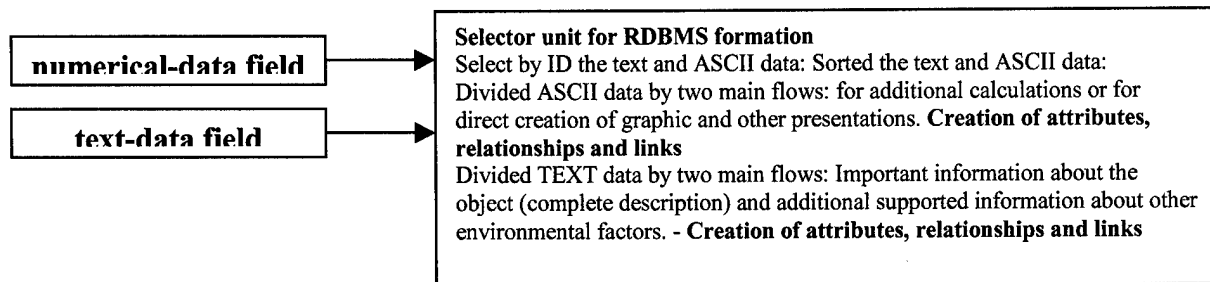 numerical-data field
text-data field
Selector unit for RDBMS formation
Select by ID the text and ASCII data: Sorted the text and ASCII data:
Divided ASCII data by two main flows: for additional calculations or for
direct creation of graphic and other presentations. Creation of attributes,
relationships and links
Divided TEXT data by two main flows: Important information about the
object (complete description) and additional supported information about other
environmental factors. - Creation of attributes, relationships and links